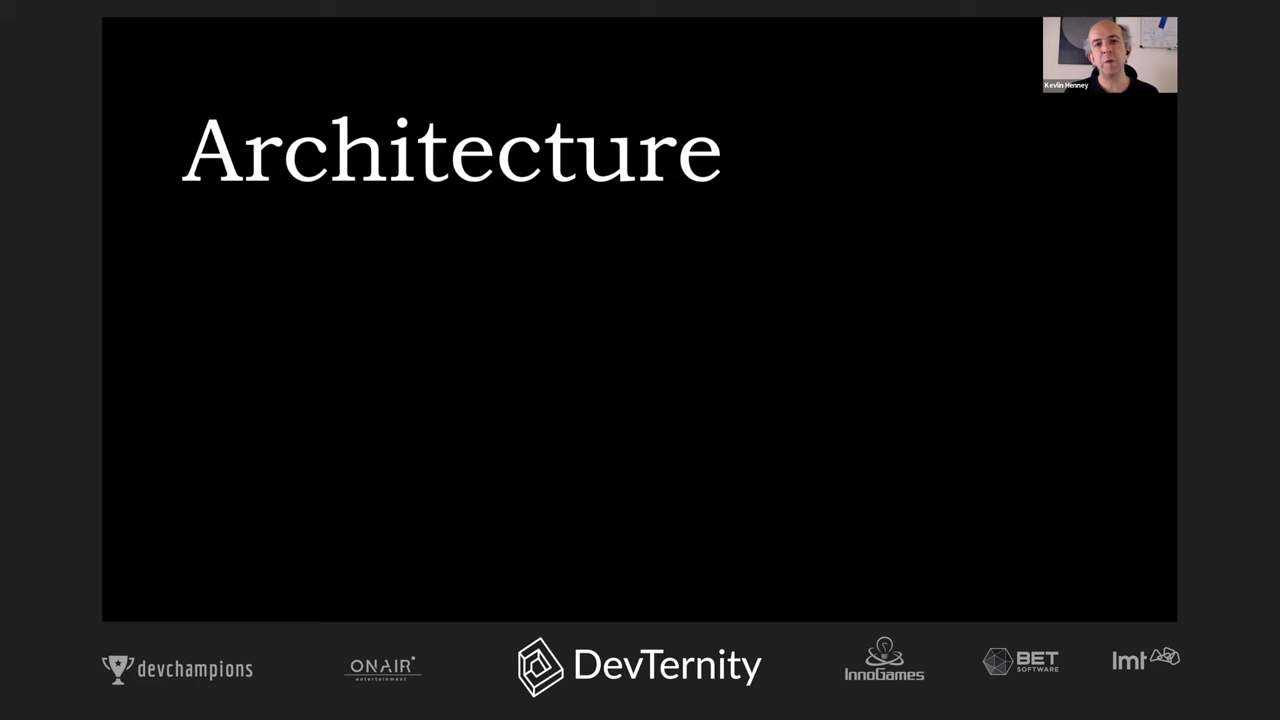 Kevlin Henney
Architecture
devchampions
ONAIR
entertainment
DevTernity
InnoGames
BET
SOFTWARE
lmt